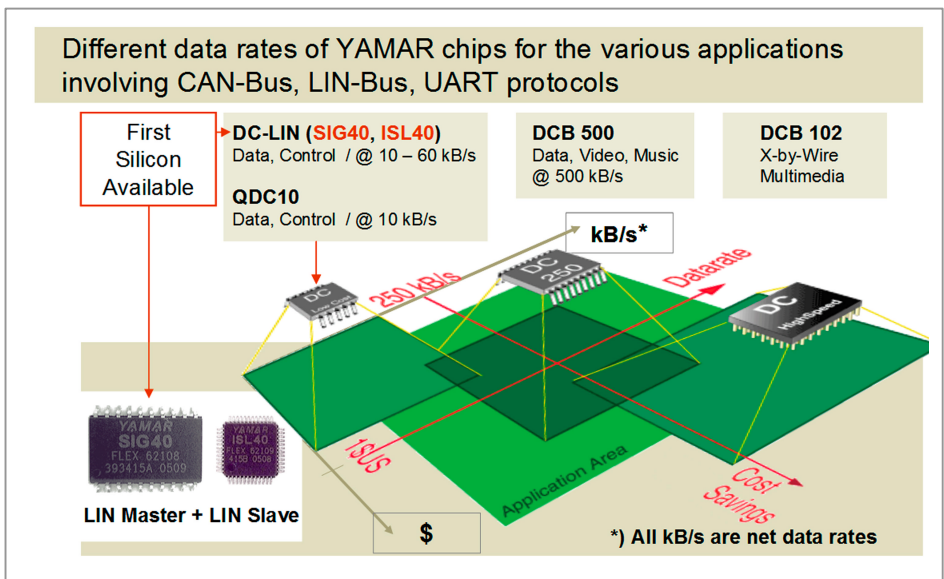 Different data rates of YAMAR chips for the various applications
involving CAN-Bus, LIN-Bus, UART protocols
First
Silicon
Available
DC-LIN (SIG40, ISL40)
Data, Control / @ 10 – 60 kB/s
QDC10
Data, Control / @ 10 kB/s
DCB 500
Data, Video, Music
@ 500 kB/s
DCB 102
X-by-Wire
Multimedia
kB/s*
DC
Low Cost
250 kB/s
DC
250
Datarate
DC
HighSpeed
YAMAR
SIG40
FLEX 62108
393415A 0509
YAMAR
ISL40
FLEX 62109
415B 0508
LIN Master + LIN Slave
1sUs
Application Area
Cost
Savings
$
*) All kB/s are net data rates